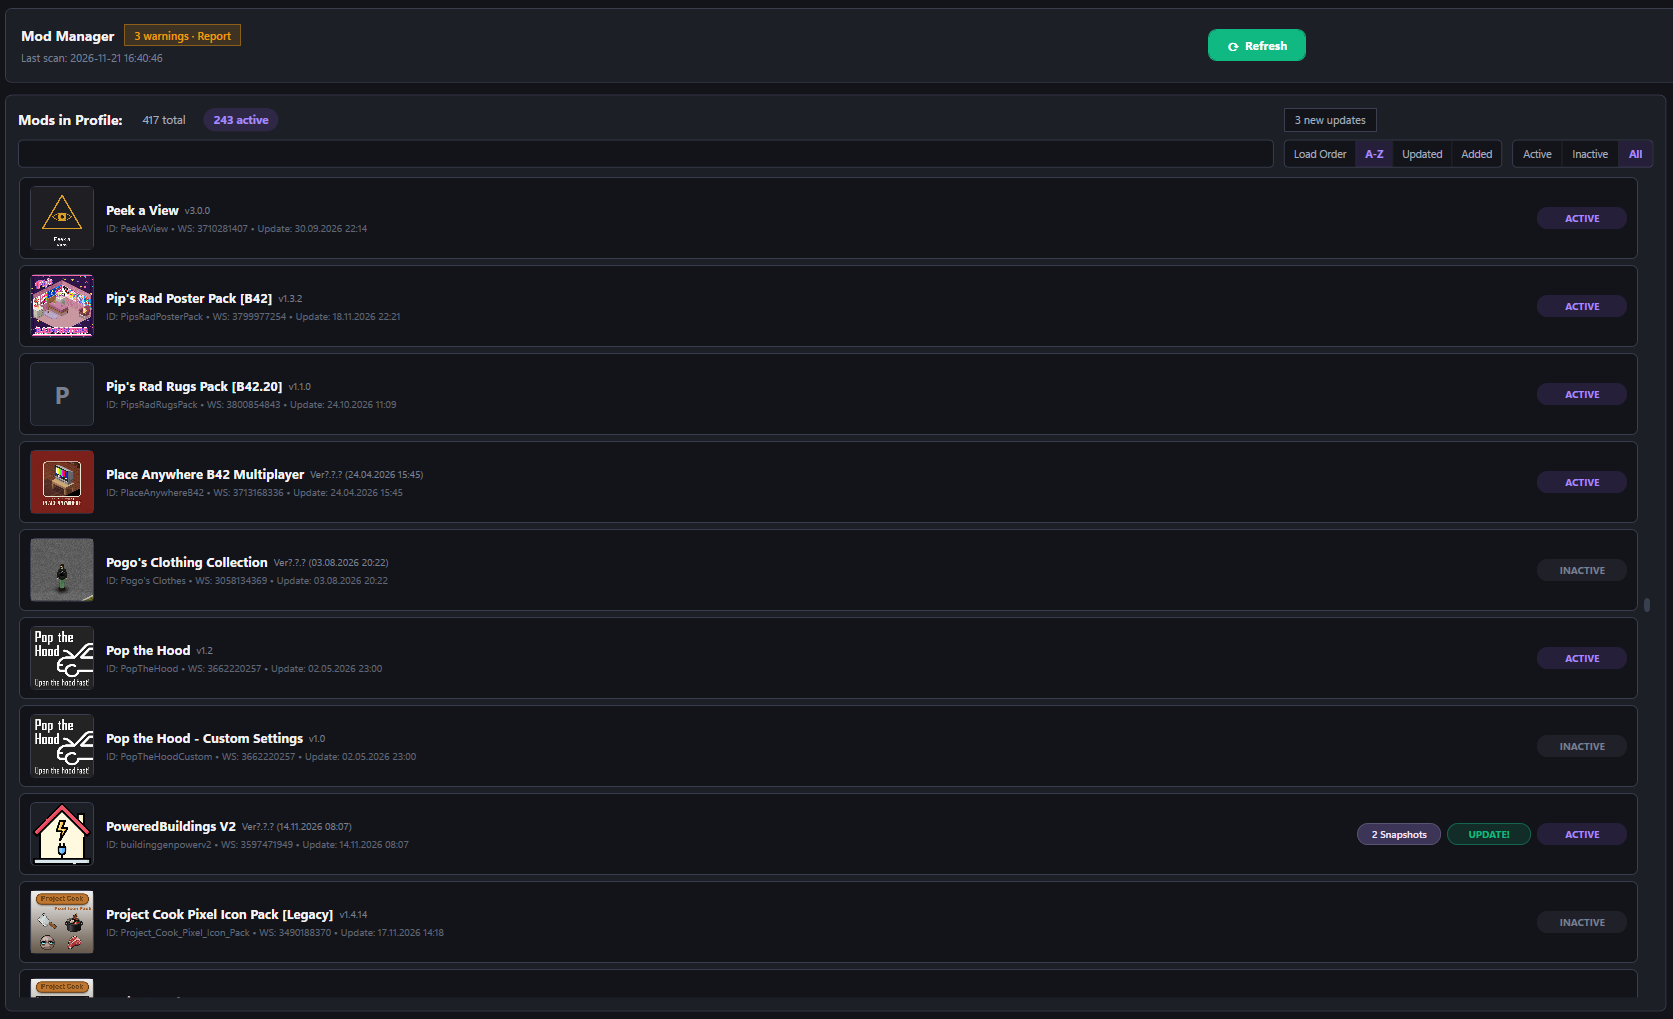 Mod Manager 3 warnings · Report
Last scan: 2026-11-21 16:40:46
⟳ Refresh
Mods in Profile: 417 total 243 active
3 new updates
Load Order A-Z Updated Added Active Inactive All
Peek a View v3.0.0
ID: PeekAView • WS: 3710281407 • Update: 30.09.2026 22:14
ACTIVE
Pip's Rad Poster Pack [B42] v1.3.2
ID: PipsRadPosterPack • WS: 3799977254 • Update: 18.11.2026 22:21
ACTIVE
P
Pip's Rad Rugs Pack [B42.20] v1.1.0
ID: PipsRadRugsPack • WS: 3800854843 • Update: 24.10.2026 11:09
ACTIVE
Place Anywhere B42 Multiplayer Ver?.?.? (24.04.2026 15:45)
ID: PlaceAnywhereB42 • WS: 3713168336 • Update: 24.04.2026 15:45
ACTIVE
Pogo's Clothing Collection Ver?.?.? (03.08.2026 20:22)
ID: Pogo's Clothes • WS: 3058134369 • Update: 03.08.2026 20:22
INACTIVE
Pop the
Hood
Open the hood fast!
Pop the Hood v1.2
ID: PopTheHood • WS: 3662220257 • Update: 02.05.2026 23:00
ACTIVE
Pop the
Hood
Open the hood fast!
Pop the Hood - Custom Settings v1.0
ID: PopTheHoodCustom • WS: 3662220257 • Update: 02.05.2026 23:00
INACTIVE
PoweredBuildings V2 Ver?.?.? (14.11.2026 08:07)
ID: buildinggenpowerv2 • WS: 3597471949 • Update: 14.11.2026 08:07
2 Snapshots UPDATE! ACTIVE
Project Cook
Pixel Icon Pack
Project Cook Pixel Icon Pack [Legacy] v1.4.14
ID: Project_Cook_Pixel_Icon_Pack • WS: 3490188370 • Update: 17.11.2026 14:18
INACTIVE
Project Cook